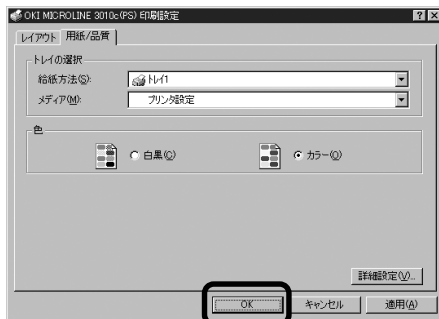 OKI MICROLINE 3010c(PS) 印刷設定
レイアウト 用紙/品質
トレイの選択
給紙方法(S): トレイ1
メディア(M): プリンタ設定
色
白黒(C) カラー(O)
詳細設定(V)...
OK キャンセル 適用(A)